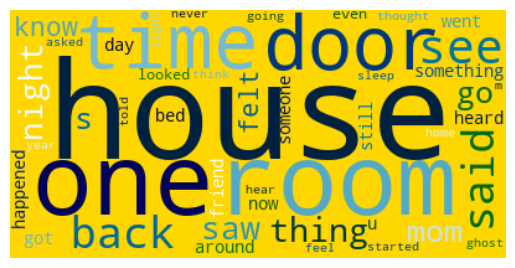 know
time
never
going
even
thought
asked
day
light
door
went
see
looked
think
something
night
house
felt
sleep
m
s
told
bed
someone
still
go
heard
year
home
happened
one
room
friend
hear
now
said
got
back
saw
around
thing
u
mom
feel
started
ghost